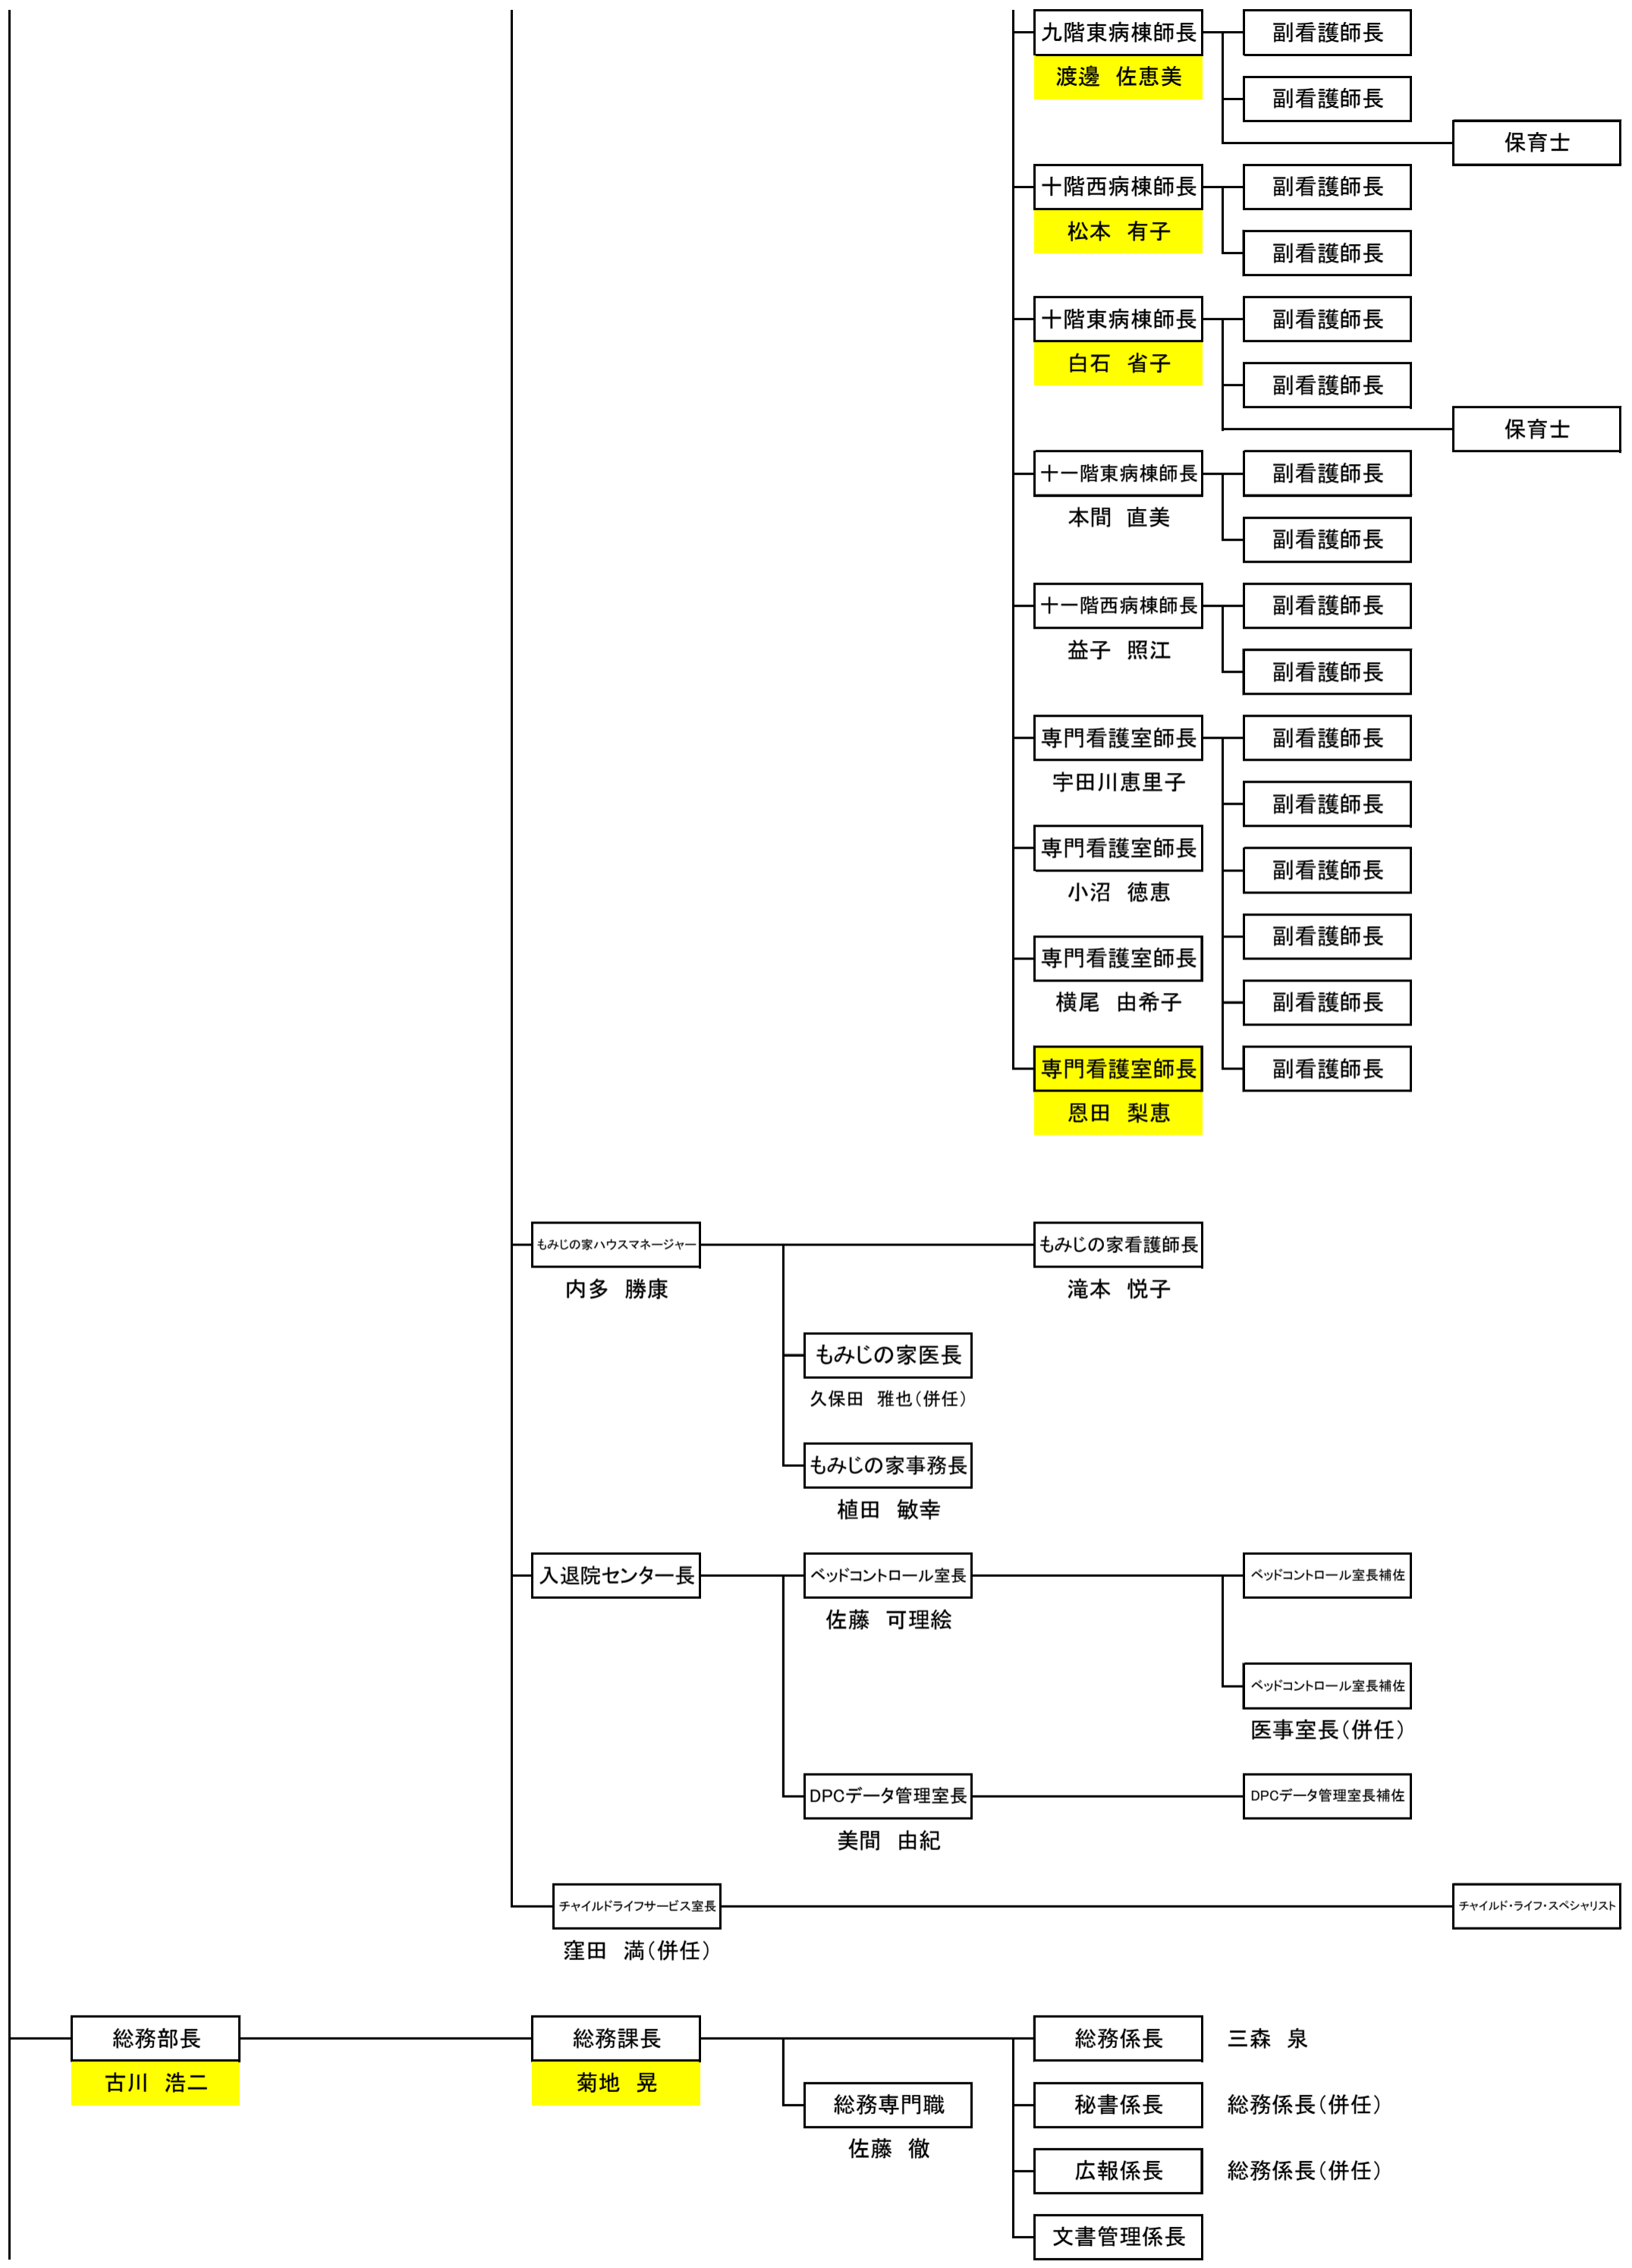 九階東病棟師長 副看護師長
渡邊　佐恵美
副看護師長
保育士
十階西病棟師長 副看護師長
松本　有子
副看護師長
十階東病棟師長 副看護師長
白石　省子
副看護師長
保育士
十一階東病棟師長 副看護師長
本間　直美
副看護師長
十一階西病棟師長 副看護師長
益子　照江
副看護師長
専門看護室師長 副看護師長
宇田川恵里子
副看護師長
専門看護室師長
副看護師長
小沼　徳恵
副看護師長
専門看護室師長
横尾　由希子 副看護師長
専門看護室師長 副看護師長
恩田　梨恵
もみじの家ハウスマネージャー もみじの家看護師長
内多　勝康 滝本　悦子
もみじの家医長
久保田　雅也（併任）
もみじの家事務長
植田　敏幸
入退院センター長 ベッドコントロール室長 ベッドコントロール室長補佐
佐藤　可理絵
ベッドコントロール室長補佐
医事室長（併任）
DPCデータ管理室長 DPCデータ管理室長補佐
美間　由紀
チャイルドライフサービス室長 チャイルド・ライフ・スペシャリスト
窪田　満（併任）
総務部長 総務課長 総務係長 三森　泉
古川　浩二 菊地　晃
総務専門職 秘書係長 総務係長（併任）
佐藤　徹
広報係長 総務係長（併任）
文書管理係長